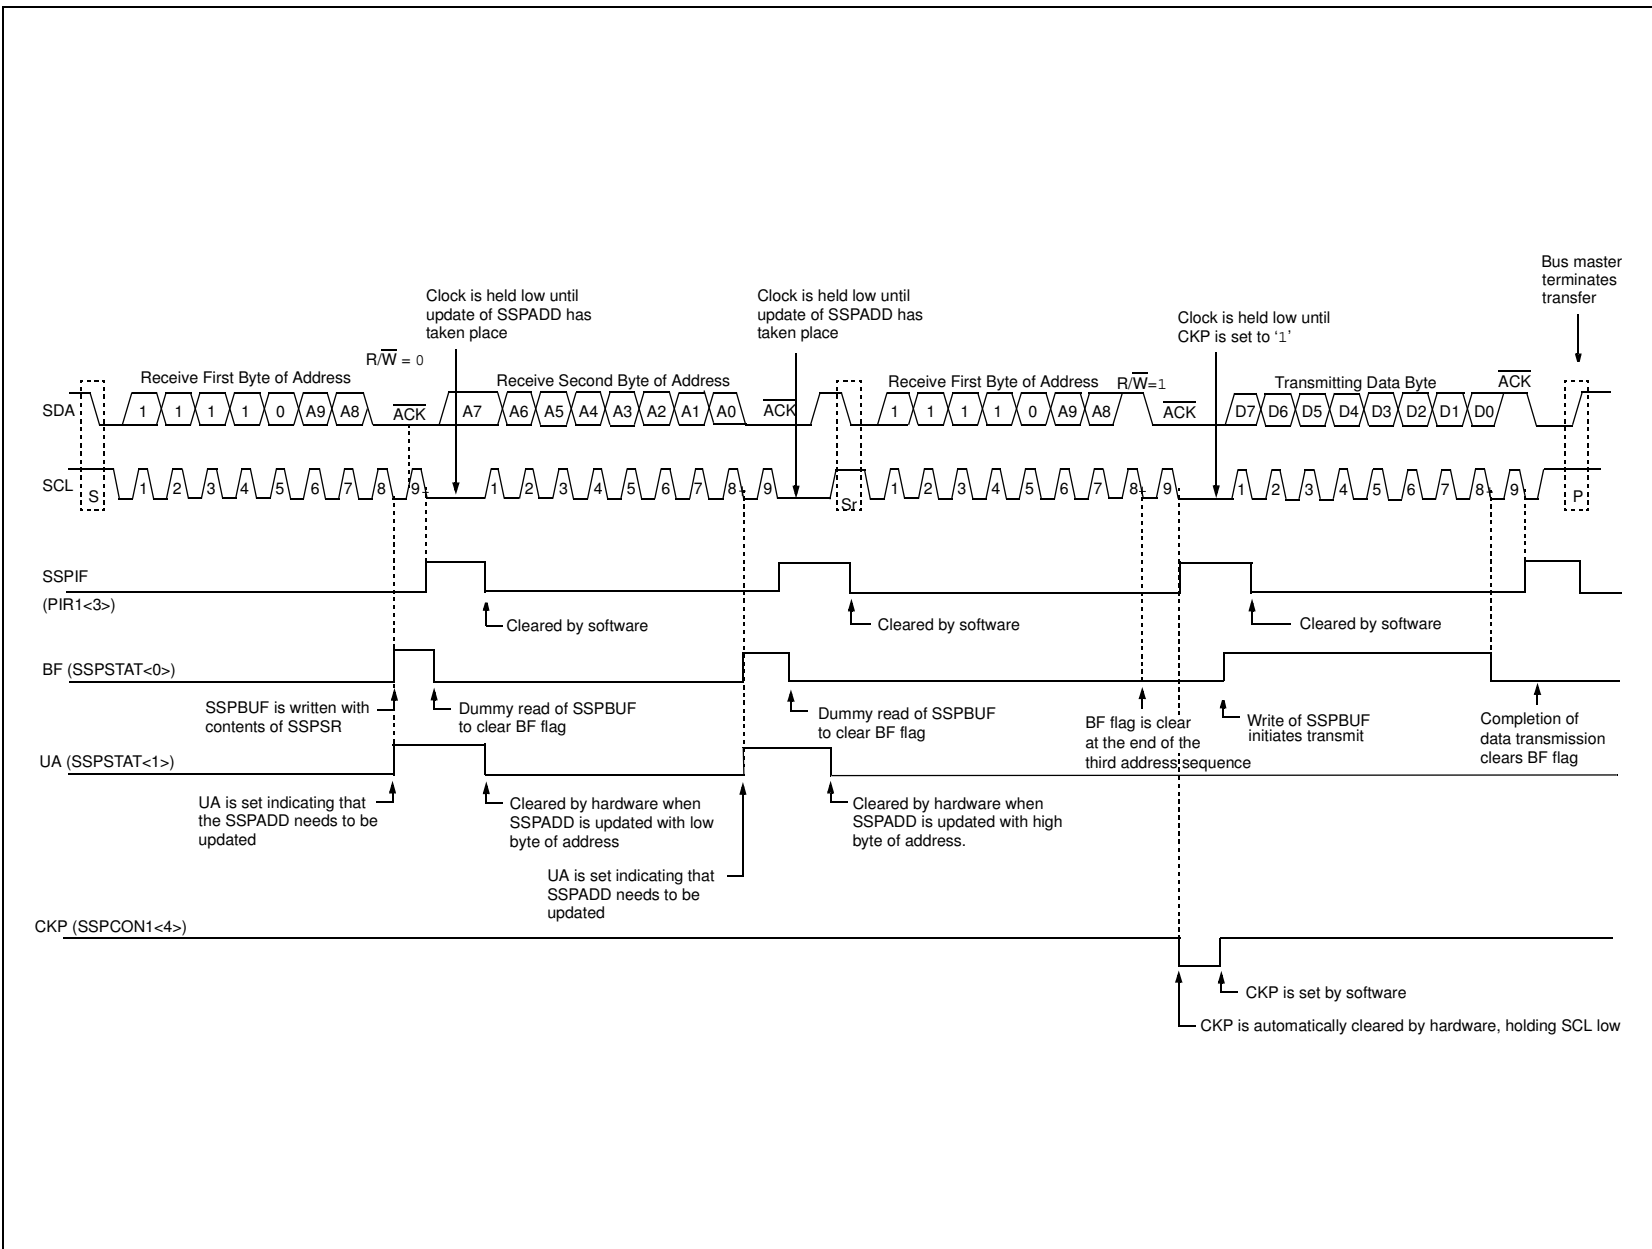 Bus master
terminates
transfer
Clock is held low until
update of SSPADD has
taken place
Clock is held low until
update of SSPADD has
taken place
Clock is held low until
CKP is set to ‘1’
R/W = 0
Receive First Byte of Address
Receive Second Byte of Address
Receive First Byte of Address
R/W=1
Transmitting Data Byte
ACK
SDA
1 1 1 1 0 A9 A8
ACK
A7 A6 A5 A4 A3 A2 A1 A0
ACK
1 1 1 1 0 A9 A8
ACK
D7 D6 D5 D4 D3 D2 D1 D0
SCL
S
1 2 3 4 5 6 7 8 9
1 2 3 4 5 6 7 8 9
Sr
1 2 3 4 5 6 7 8 9
1 2 3 4 5 6 7 8 9
P
SSPIF
(PIR1<3>)
Cleared by software
Cleared by software
Cleared by software
BF (SSPSTAT<0>)
SSPBUF is written with
contents of SSPSR
Dummy read of SSPBUF
to clear BF flag
Dummy read of SSPBUF
to clear BF flag
BF flag is clear
at the end of the
third address sequence
Write of SSPBUF
initiates transmit
Completion of
data transmission
clears BF flag
UA (SSPSTAT<1>)
UA is set indicating that
the SSPADD needs to be
updated
Cleared by hardware when
SSPADD is updated with low
byte of address
UA is set indicating that
SSPADD needs to be
updated
Cleared by hardware when
SSPADD is updated with high
byte of address.
CKP (SSPCON1<4>)
CKP is set by software
CKP is automatically cleared by hardware, holding SCL low